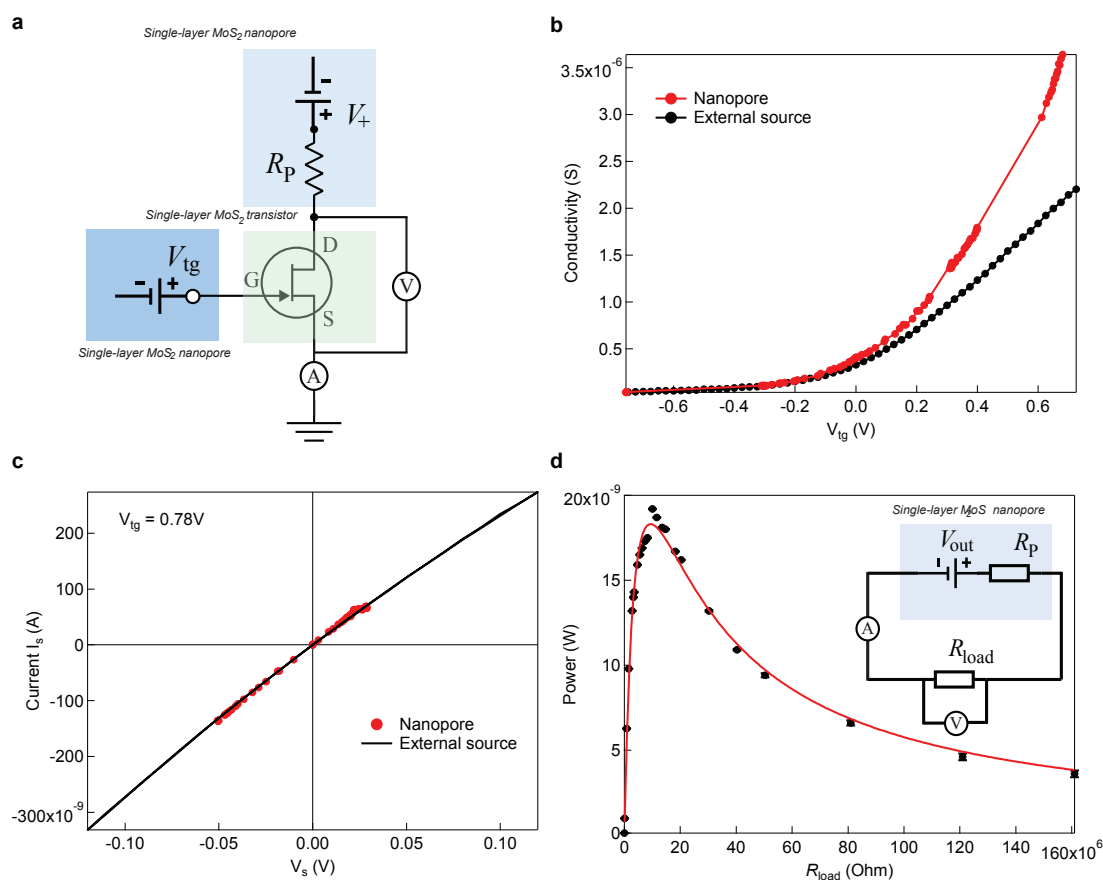 a
Single-layer MoS2 nanopore
-
+
V+
RP
Single-layer MoS2 transistor
Vtg
- +
G
D
S
V
A
Single-layer MoS2 nanopore
b
3.5x10-6
3.0
2.5
2.0
1.5
1.0
0.5
Conductivity (S)
Nanopore
External source
-0.6 -0.4 -0.2 0.0 0.2 0.4 0.6
Vtg (V)
c
Vtg = 0.78V
200
100
0
-100
-200
-300x10-9
Current Is (A)
Nanopore
External source
-0.10 -0.05 0.00 0.05 0.10
Vs (V)
d
20x10-9
15
10
5
0
Power (W)
Single-layer M2oS nanopore
Vout RP
- +
A
Rload
V
0 20 40 60 80 100 120 140 160x106
Rload (Ohm)